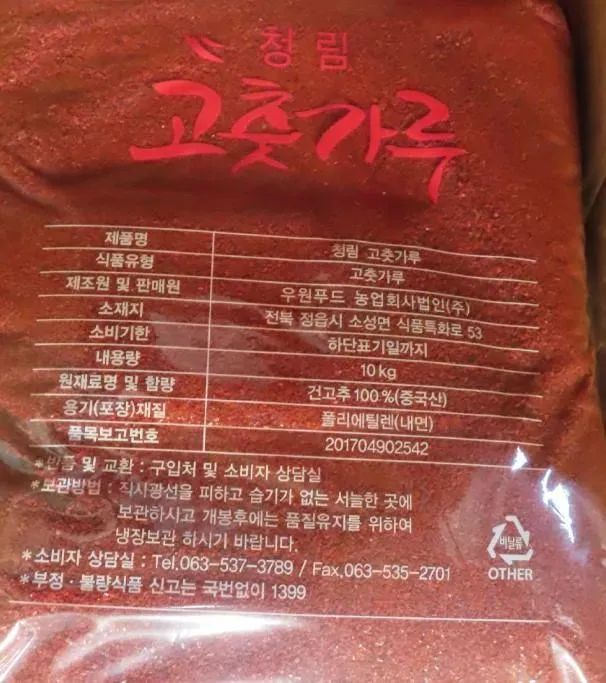 청림
고춧가루
제품명 청림 고춧가루
식품유형 고춧가루
제조원 및 판매원 우원푸드 농업회사법인(주)
소재지 전북 정읍시 소성면 식품특화로 53
소비기한 하단표기일까지
내용량 10kg
원재료명 및 함량 건고추100%(중국산)
용기(포장)재질 폴리에틸렌(내면)
품목보고번호 201704902542
*반품 및 교환 : 구입처 및 소비자 상담실
*보관방법 : 직사광선을 피하고 습기가 없는 서늘한 곳에
보관하시고 개봉후에는 품질유지를 위하여
냉장보관 하시기 바랍니다.
*소비자 상담실 : Tel.063-537-3789 / Fax.063-535-2701
*부정·불량식품 신고는 국번없이 1399
비닐류
OTHER